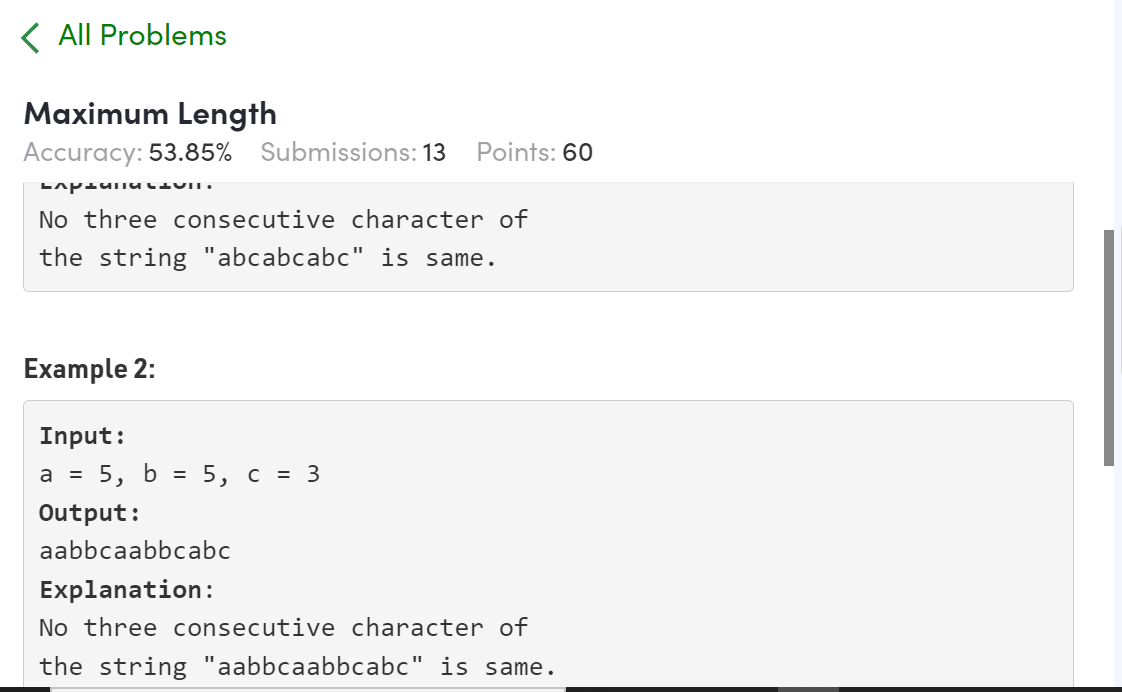 All Problems
Maximum Length
Accuracy: 53.85% Submissions: 13 Points: 60
Explanation:
No three consecutive character of
the string "abcabcabc" is same.
Example 2:
Input:
a = 5, b = 5, c = 3
Output:
aabbcaabbcabc
Explanation:
No three consecutive character of
the string "aabbcaabbcabc" is same.